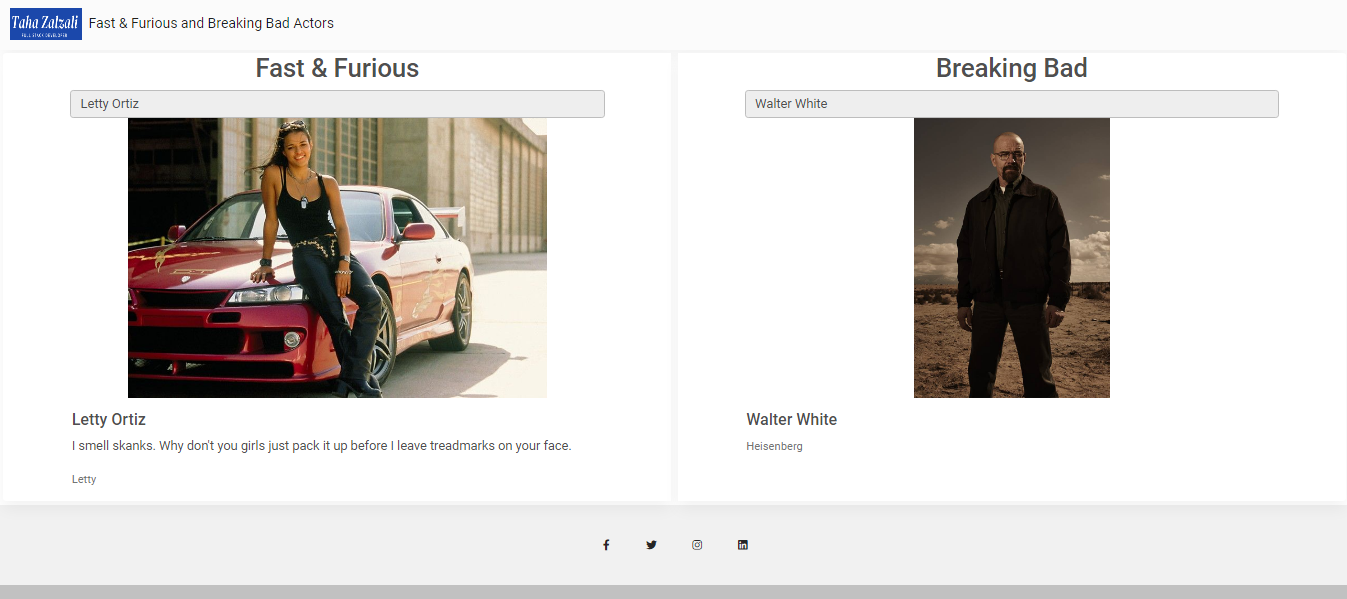 Taha Zalzali
FULL STACK DEVELOPER
Fast & Furious and Breaking Bad Actors
Fast & Furious
Letty Ortiz
Letty Ortiz
I smell skanks. Why don't you girls just pack it up before I leave treadmarks on your face.
Letty
Breaking Bad
Walter White
Walter White
Heisenberg